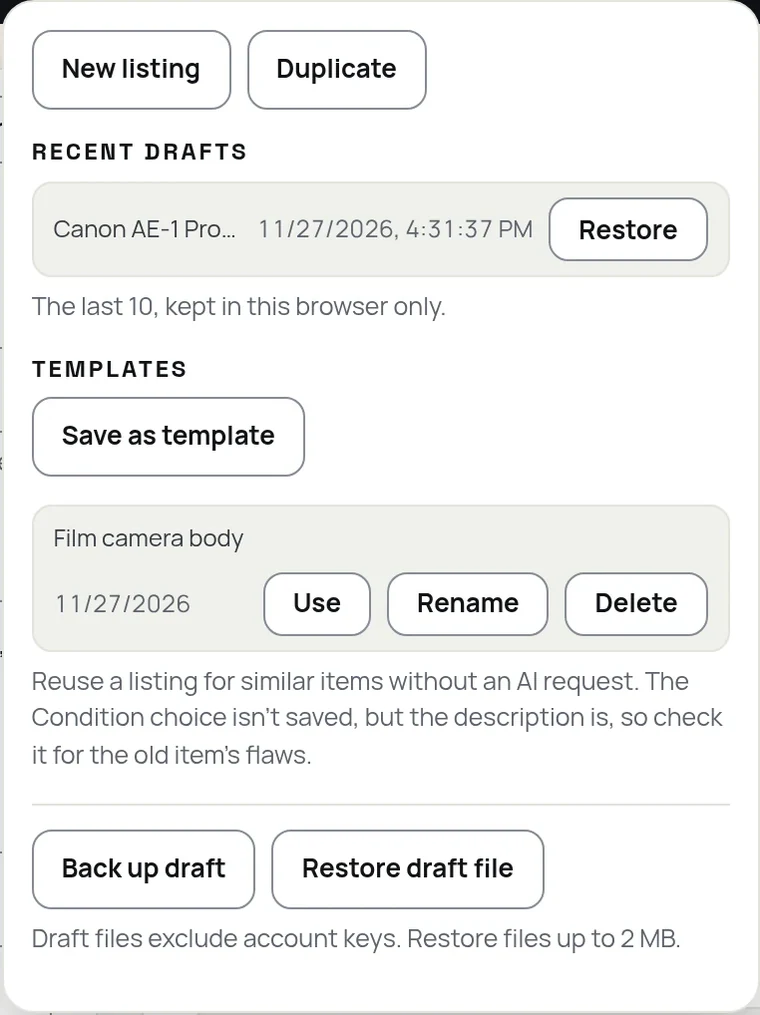 New listing Duplicate
RECENT DRAFTS
Canon AE-1 Pro... 11/27/2026, 4:31:37 PM Restore
The last 10, kept in this browser only.
TEMPLATES
Save as template
Film camera body
11/27/2026 Use Rename Delete
Reuse a listing for similar items without an AI request. The
Condition choice isn't saved, but the description is, so check
it for the old item's flaws.
Back up draft Restore draft file
Draft files exclude account keys. Restore files up to 2 MB.